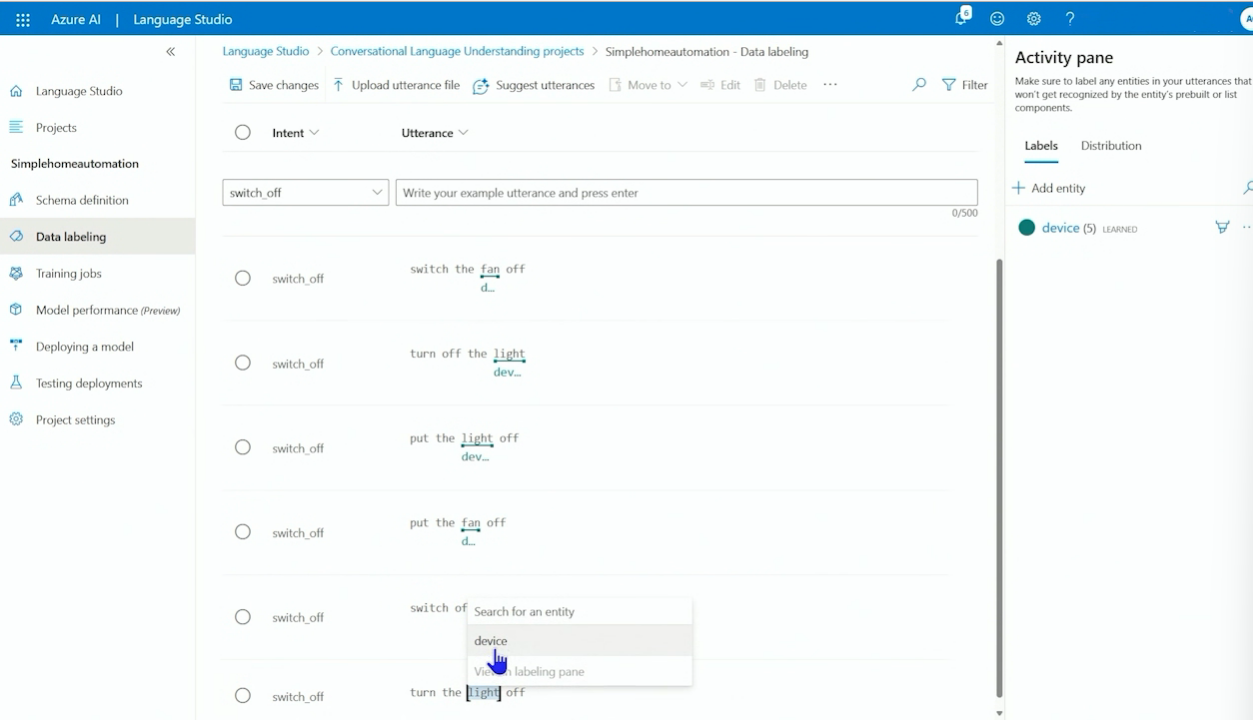 Azure AI | Language Studio
6
?
Language Studio > Conversational Language Understanding projects > Simplehomeautomation - Data labeling
Save changes Upload utterance file Suggest utterances Move to Edit Delete ... Filter
Intent Utterance
switch_off Write your example utterance and press enter
0/500
switch_off switch the fan off
d...
switch_off turn off the light
dev...
switch_off put the light off
dev...
switch_off put the fan off
d...
switch_off switch of
Search for an entity
device
labeling pane
switch_off turn the light off
Language Studio
Projects
Simplehomeautomation
Schema definition
Data labeling
Training jobs
Model performance (Preview)
Deploying a model
Testing deployments
Project settings
Activity pane
Make sure to label any entities in your utterances that
won't get recognized by the entity's prebuilt or list
components.
Labels Distribution
+ Add entity
device (5) LEARNED